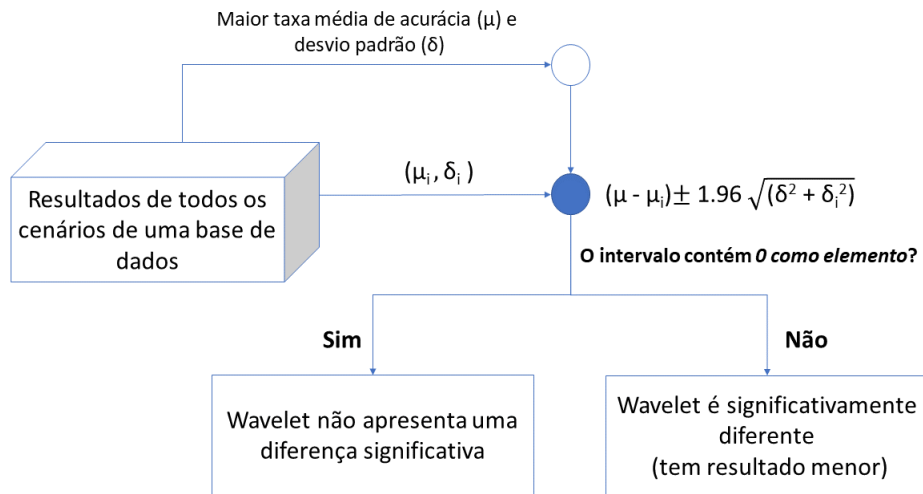 Maior taxa média de acurácia (μ) e
desvio padrão (δ)
(μᵢ, δᵢ )
Resultados de todos os
cenários de uma base de
dados
(μ - μᵢ) ± 1.96 √(δ² + δᵢ²)
O intervalo contém 0 como elemento?
Sim
Não
Wavelet não apresenta uma
diferença significativa
Wavelet é significativamente
diferente
(tem resultado menor)